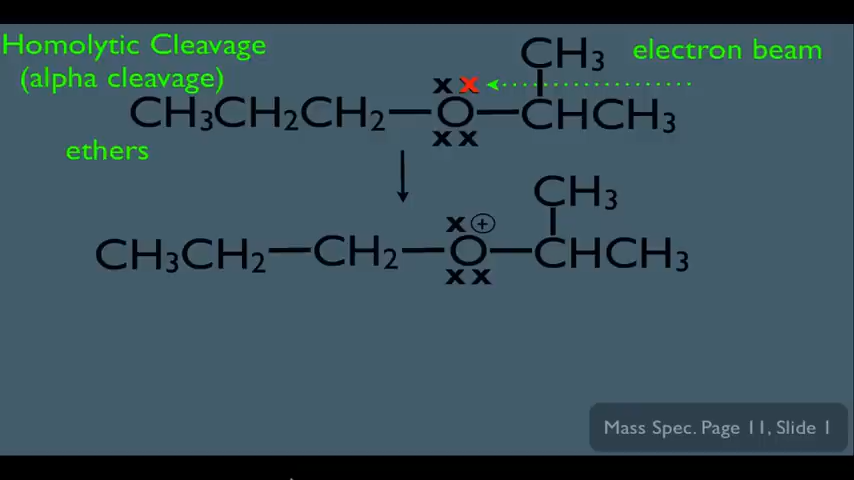 Homolytic Cleavage
(alpha cleavage)
electron beam
CH3
x x
CH3CH2CH2—O—CHCH3
x x
ethers
CH3
x +
CH3CH2—CH2—O—CHCH3
x x
Mass Spec. Page 11, Slide 1